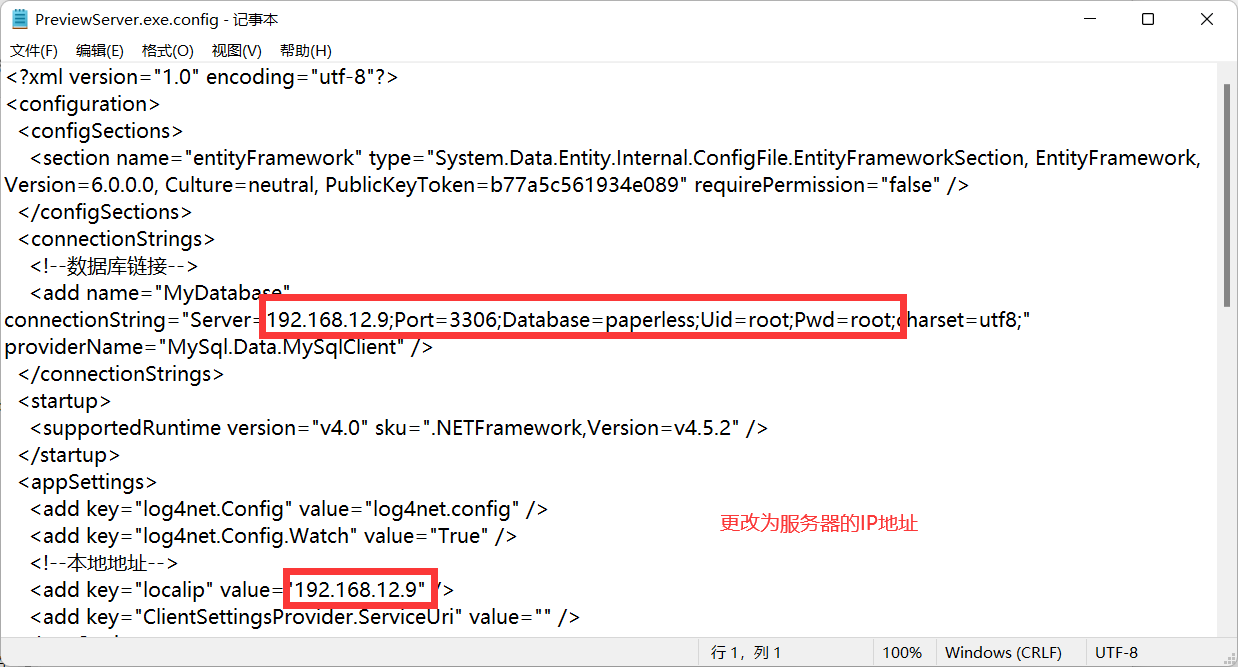 PreviewServer.exe.config - 记事本
文件(F) 编辑(E) 格式(O) 视图(V) 帮助(H)
<?xml version="1.0" encoding="utf-8"?>
<configuration>
<configSections>
<section name="entityFramework" type="System.Data.Entity.Internal.ConfigFile.EntityFrameworkSection, EntityFramework,
Version=6.0.0.0, Culture=neutral, PublicKeyToken=b77a5c561934e089" requirePermission="false" />
</configSections>
<connectionStrings>
<!--数据库链接-->
<add name="MyDatabase"
connectionString="Server=192.168.12.9;Port=3306;Database=paperless;Uid=root;Pwd=root;charset=utf8;"
providerName="MySql.Data.MySqlClient" />
</connectionStrings>
<startup>
<supportedRuntime version="v4.0" sku=".NETFramework,Version=v4.5.2" />
</startup>
<appSettings>
<add key="log4net.Config" value="log4net.config" />
<add key="log4net.Config.Watch" value="True" />
更改为服务器的IP地址
<!--本地地址-->
<add key="localip" value="192.168.12.9" />
<add key="ClientSettingsProvider.ServiceUri" value="" />
行 1，列 1 100% Windows (CRLF) UTF-8